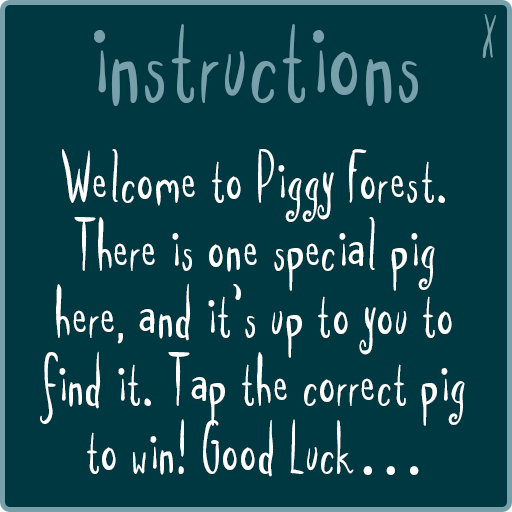 instructions
X
Welcome to Piggy Forest.
There is one special pig
here, and it's up to you to
find it. Tap the correct pig
to win! Good Luck...